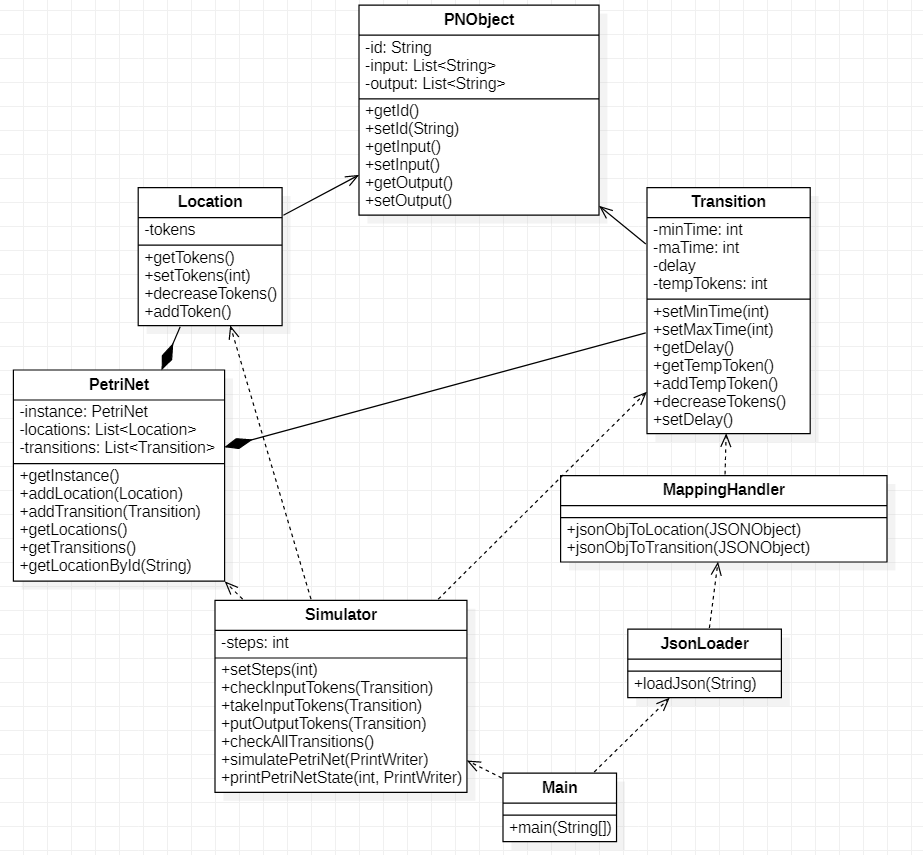 PNObject
-id: String
-input: List<String>
-output: List<String>
+getId()
+setId(String)
+getInput()
+setInput()
+getOutput()
+setOutput()
Location
-tokens
+getTokens()
+setTokens(int)
+decreaseTokens()
+addToken()
Transition
-minTime: int
-maTime: int
-delay
-tempTokens: int
+setMinTime(int)
+setMaxTime(int)
+getDelay()
+getTempToken()
+addTempToken()
+decreaseTokens()
+setDelay()
PetriNet
-instance: PetriNet
-locations: List<Location>
-transitions: List<Transition>
+getInstance()
+addLocation(Location)
+addTransition(Transition)
+getLocations()
+getTransitions()
+getLocationById(String)
MappingHandler
+jsonObjToLocation(JSONObject)
+jsonObjToTransition(JSONObject)
Simulator
-steps: int
+setSteps(int)
+checkInputTokens(Transition)
+takeInputTokens(Transition)
+putOutputTokens(Transition)
+checkAllTransitions()
+simulatePetriNet(PrintWriter)
+printPetriNetState(int, PrintWriter)
JsonLoader
+loadJson(String)
Main
+main(String[])